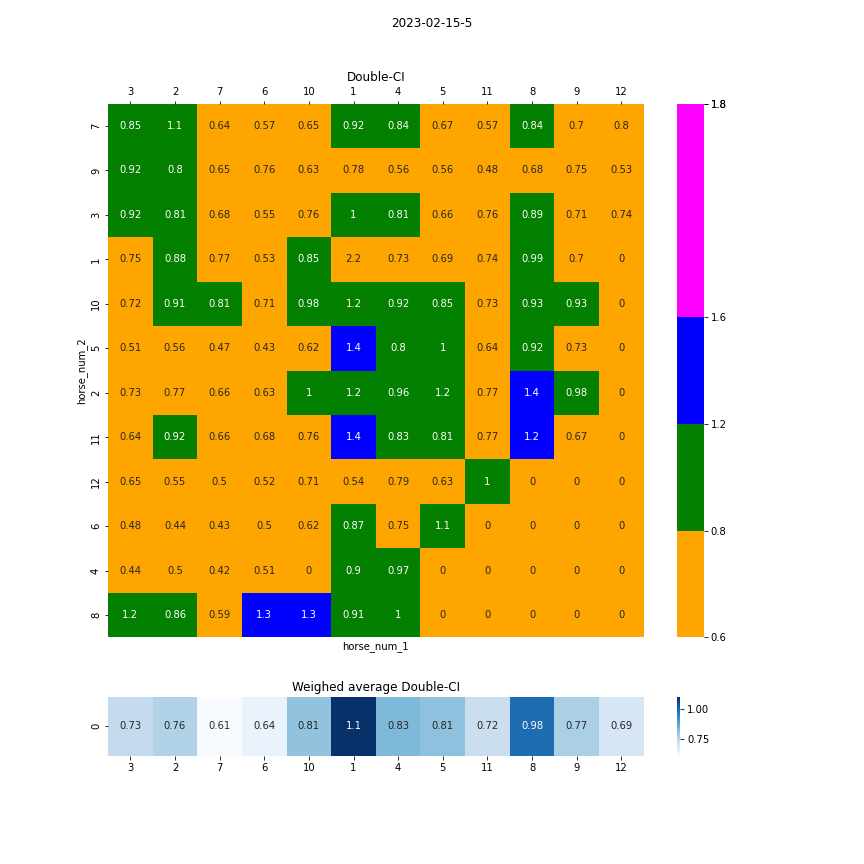 2023-02-15-5
Double-CI
3 2 7 6 10 1 4 5 11 8 9 12
7 0.85 1.1 0.64 0.57 0.65 0.92 0.84 0.67 0.57 0.84 0.7 0.8
9 0.92 0.8 0.65 0.76 0.63 0.78 0.56 0.56 0.48 0.68 0.75 0.53
3 0.92 0.81 0.68 0.55 0.76 1 0.81 0.66 0.76 0.89 0.71 0.74
1 0.75 0.88 0.77 0.53 0.85 2.2 0.73 0.69 0.74 0.99 0.7 0
10 0.72 0.91 0.81 0.71 0.98 1.2 0.92 0.85 0.73 0.93 0.93 0
5 0.51 0.56 0.47 0.43 0.62 1.4 0.8 1 0.64 0.92 0.73 0
2 0.73 0.77 0.66 0.63 1 1.2 0.96 1.2 0.77 1.4 0.98 0
11 0.64 0.92 0.66 0.68 0.76 1.4 0.83 0.81 0.77 1.2 0.67 0
12 0.65 0.55 0.5 0.52 0.71 0.54 0.79 0.63 1 0 0 0
6 0.48 0.44 0.43 0.5 0.62 0.87 0.75 1.1 0 0 0 0
4 0.44 0.5 0.42 0.51 0 0.9 0.97 0 0 0 0 0
8 1.2 0.86 0.59 1.3 1.3 0.91 1 0 0 0 0 0
horse_num_2
horse_num_1
1.8
1.6
1.2
0.8
0.6
Weighed average Double-CI
0 0.73 0.76 0.61 0.64 0.81 1.1 0.83 0.81 0.72 0.98 0.77 0.69
3 2 7 6 10 1 4 5 11 8 9 12
1.00
0.75